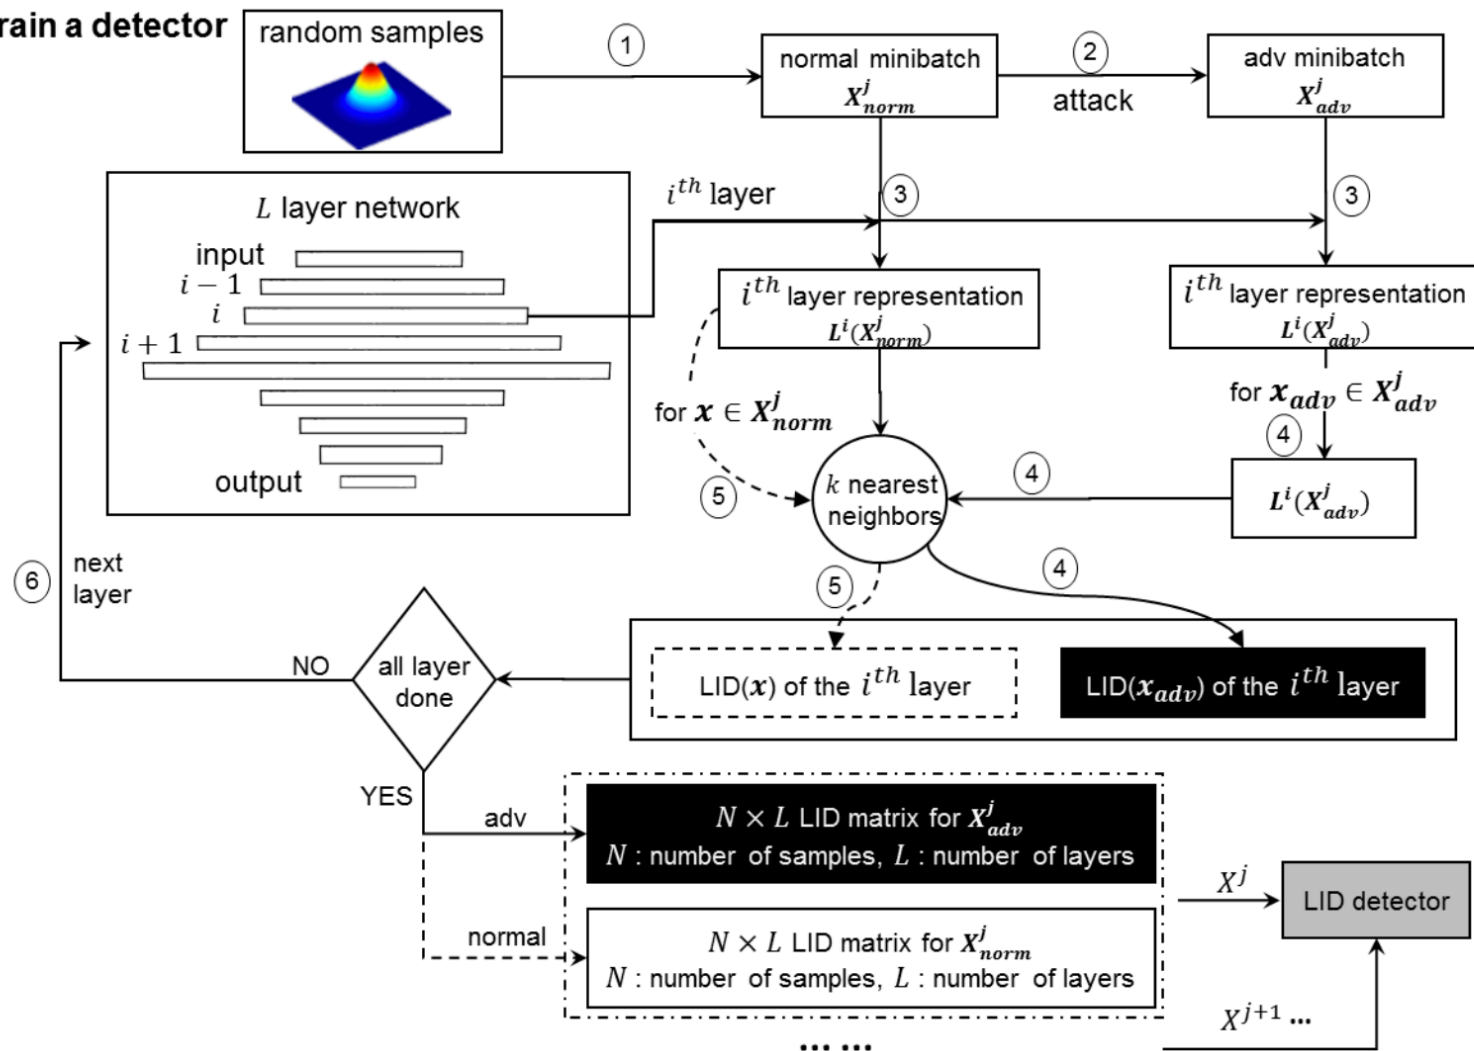 rain a detector
random samples
1
normal minibatch
X^j_norm
2
attack
adv minibatch
X^j_adv
L layer network
input
i − 1
i
i + 1
output
i^th layer
3
3
i^th layer representation
L^i(X^j_norm)
i^th layer representation
L^i(X^j_adv)
for x ∈ X^j_norm
for x_adv ∈ X^j_adv
4
5
k nearest
neighbors
4
L^i(X^j_adv)
6
next
layer
5
4
NO
all layer
done
LID(x) of the i^th layer
LID(x_adv) of the i^th layer
YES
adv
N × L LID matrix for X^j_adv
N : number of samples, L : number of layers
normal
N × L LID matrix for X^j_norm
N : number of samples, L : number of layers
X^j
LID detector
X^j+1 ...
... ...